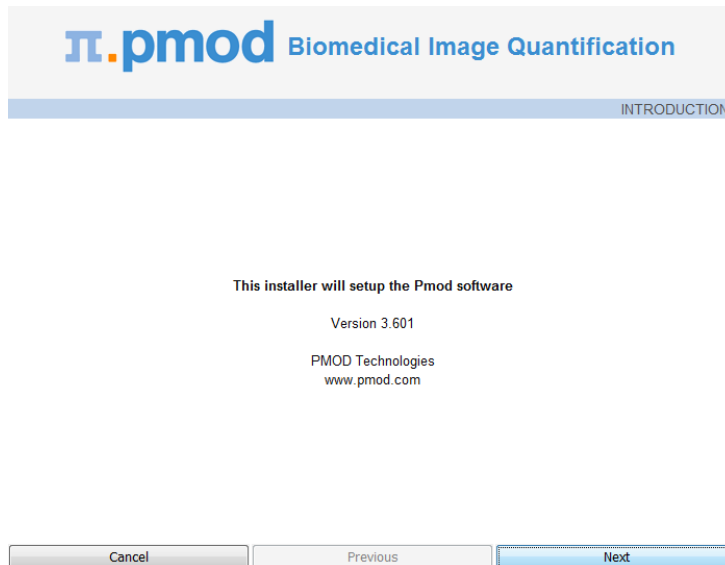 π.pmod Biomedical Image Quantification
INTRODUCTION
This installer will setup the Pmod software
Version 3.601
PMOD Technologies
www.pmod.com
Cancel Previous Next